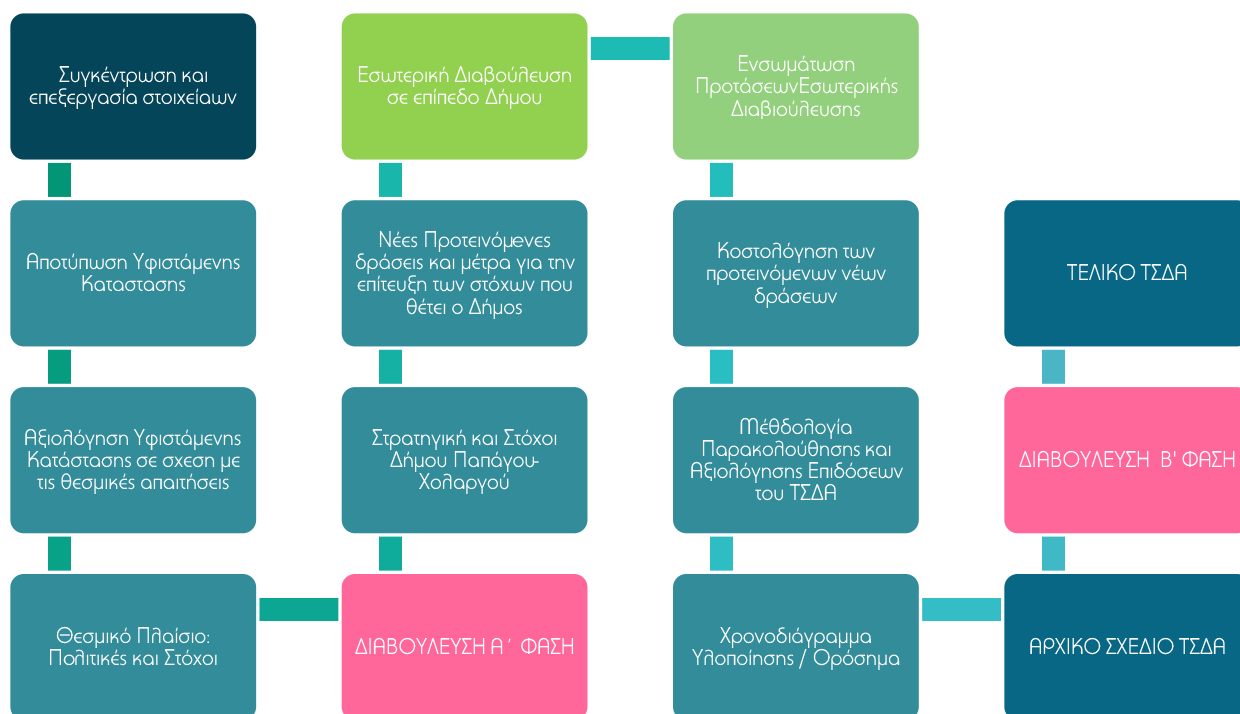 Συγκέντρωση και
επεξεργασία στοιχείαων
Αποτύπωση Υφιστάμενης
Καταστασης
Αξιολόγηση Υφιστάμενης
Κατάστασης σε σχεση με
τις θεσμικές απαιτήσεις
Θεσμικό Πλαίσιο:
Πολιτικές και Στόχοι
ΔΙΑΒΟΥΛΕΥΣΗ Α΄ ΦΑΣΗ
Στρατηγική και Στόχοι
Δήμου Παπάγου-
Χολαργού
Νέες Προτεινόμενες
δράσεις και μέτρα για την
επίτευξη των στόχων που
θέτει ο Δήμος
Εσωτερική Διαβούλευση
σε επίπεδο Δήμου
Ενσωμάτωση
ΠροτάσεωνΕσωτερικής
Διαβιούλευσης
Κοστολόγηση των
προτεινόμενων νέων
δράσεων
Μέθδολογία
Παρακολούθησης και
Αξιολόγησης Επιδόσεων
του ΤΣΔΑ
Χρονοδιάγραμμα
Υλοποίησης / Ορόσημα
ΑΡΧΙΚΟ ΣΧΕΔΙΟ ΤΣΔΑ
ΔΙΑΒΟΥΛΕΥΣΗ Β' ΦΑΣΗ
ΤΕΛΙΚΟ ΤΣΔΑ